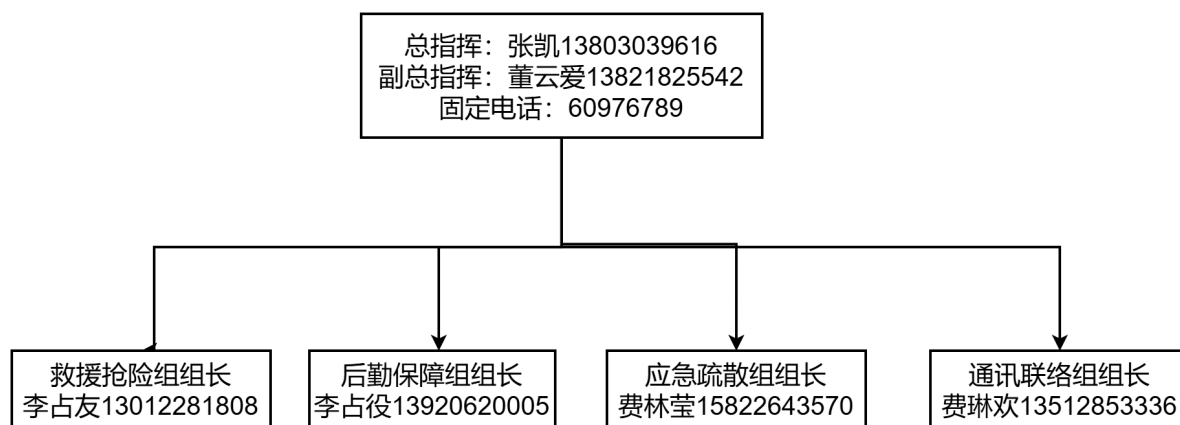 总指挥：张凯13803039616
副总指挥：董云爱13821825542
固定电话：60976789
救援抢险组组长
李占友13012281808
后勤保障组组长
李占役13920620005
应急疏散组组长
费林莹15822643570
通讯联络组组长
费琳欢13512853336